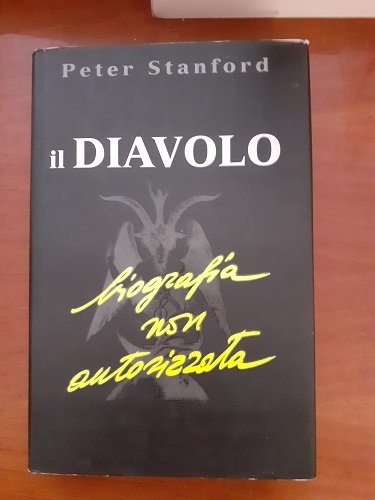 Peter Stanford
il DIAVOLO
biografia
non
autorizzata